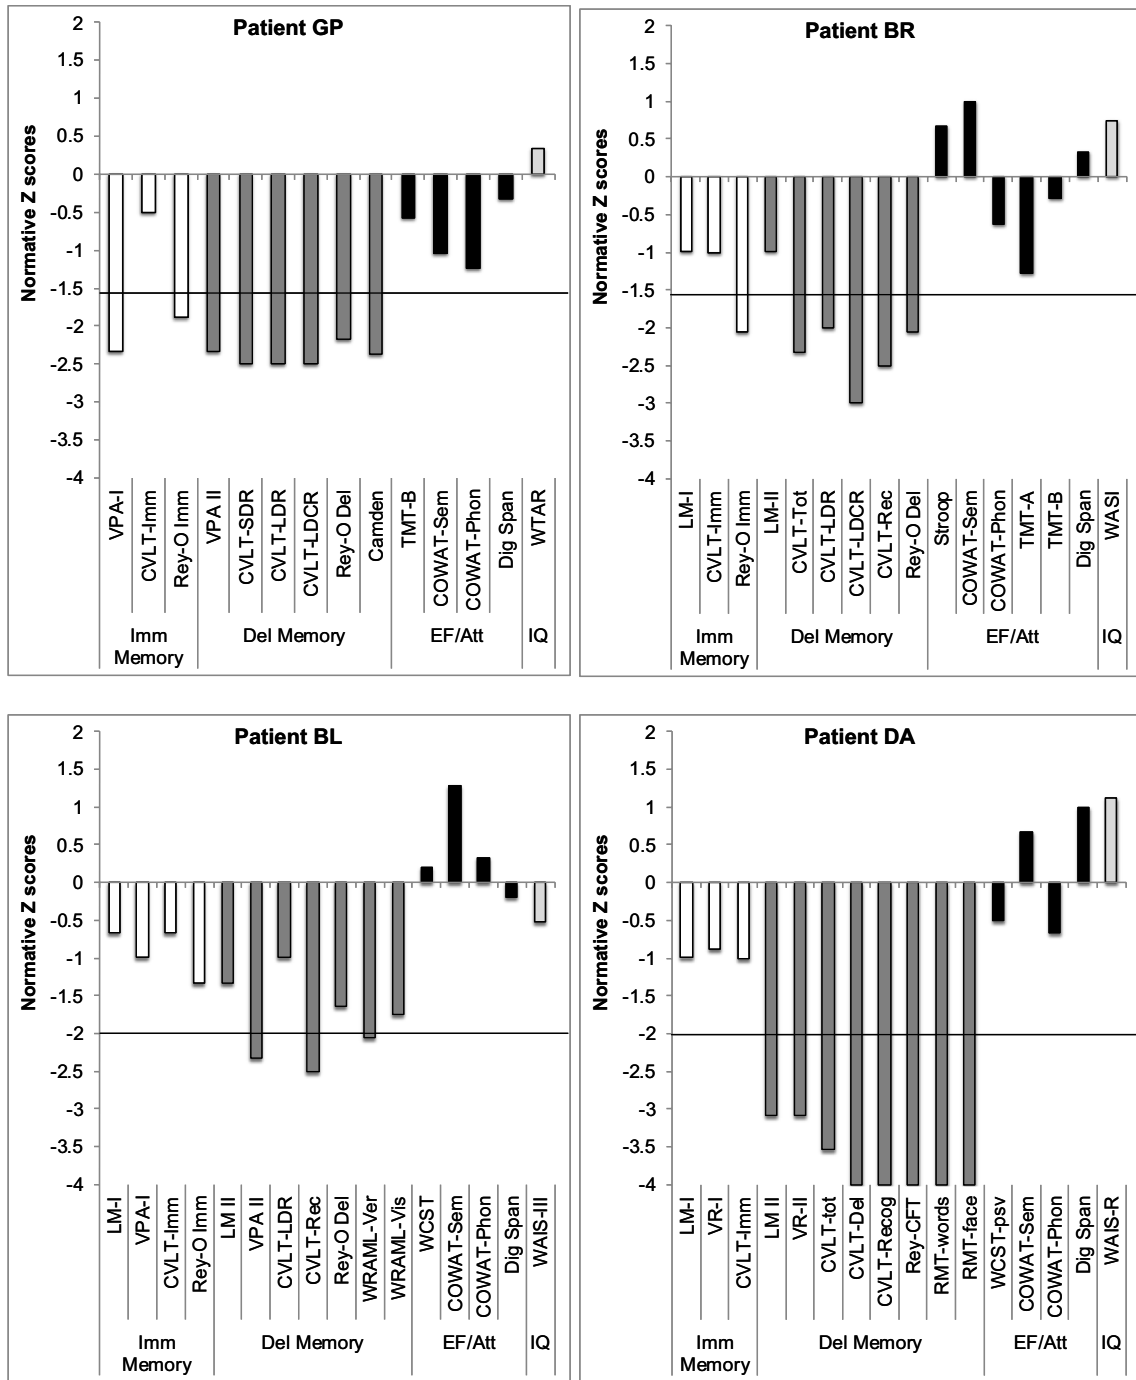 Patient GP
Normative Z scores
2
1.5
1
0.5
0
-0.5
-1
-1.5
-2
-2.5
-3
-3.5
-4
VPA-I
CVLT-Imm
Rey-O Imm
VPA II
CVLT-SDR
CVLT-LDR
CVLT-LDCR
Rey-O Del
Camden
TMT-B
COWAT-Sem
COWAT-Phon
Dig Span
WTAR
Imm Memory
Del Memory
EF/Att
IQ
Patient BR
Normative Z scores
2
1.5
1
0.5
0
-0.5
-1
-1.5
-2
-2.5
-3
-3.5
-4
LM-I
CVLT-Imm
Rey-O Imm
LM-II
CVLT-Tot
CVLT-LDR
CVLT-LDCR
CVLT-Rec
Rey-O Del
Stroop
COWAT-Sem
COWAT-Phon
TMT-A
TMT-B
Dig Span
WASI
Imm Memory
Del Memory
EF/Att
IQ
Patient BL
Normative Z scores
2
1.5
1
0.5
0
-0.5
-1
-1.5
-2
-2.5
-3
-3.5
-4
LM-I
VPA-I
CVLT-Imm
Rey-O Imm
LM II
VPA II
CVLT-LDR
CVLT-Rec
Rey-O Del
WRAML-Ver
WRAML-Vis
WCST
COWAT-Sem
COWAT-Phon
Dig Span
WAIS-III
Imm Memory
Del Memory
EF/Att
IQ
Patient DA
Normative Z scores
2
1.5
1
0.5
0
-0.5
-1
-1.5
-2
-2.5
-3
-3.5
-4
LM-I
VR-I
CVLT-Imm
LM II
VR-II
CVLT-tot
CVLT-Del
CVLT-Recog
Rey-CFT
RMT-words
RMT-face
WCST-psv
COWAT-Sem
COWAT-Phon
Dig Span
WAIS-R
Imm Memory
Del Memory
EF/Att
IQ